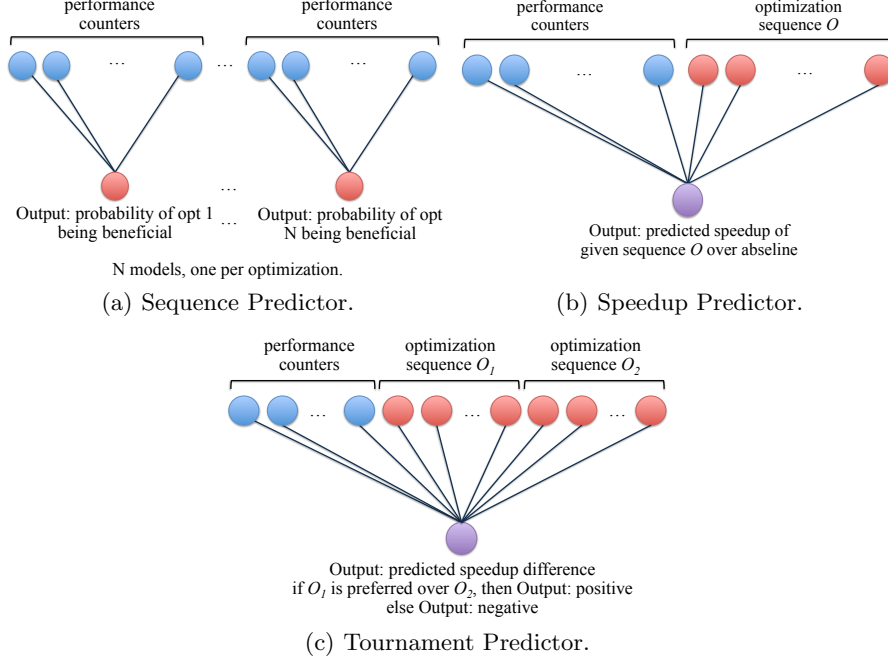 performance
counters
performance
counters
… … …
…
Output: probability of opt 1
being beneficial
…
Output: probability of opt
N being beneficial
N models, one per optimization.
(a) Sequence Predictor.
performance
counters
optimization
sequence O
… …
Output: predicted speedup of
given sequence O over abseline
(b) Speedup Predictor.
performance
counters
optimization
sequence O1
optimization
sequence O2
… … …
Output: predicted speedup difference
if O1 is preferred over O2, then Output: positive
else Output: negative
(c) Tournament Predictor.